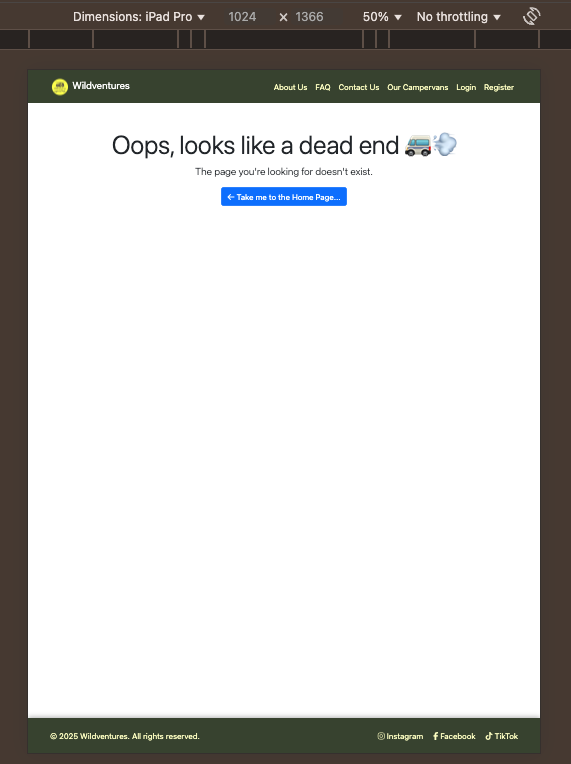 Dimensions: iPad Pro ▼ 1024 × 1366 50% ▼ No throttling ▼
Wildventures About Us FAQ Contact Us Our Campervans Login Register
Oops, looks like a dead end 🚐💨
The page you're looking for doesn't exist.
← Take me to the Home Page...
© 2025 Wildventures. All rights reserved. Instagram Facebook TikTok